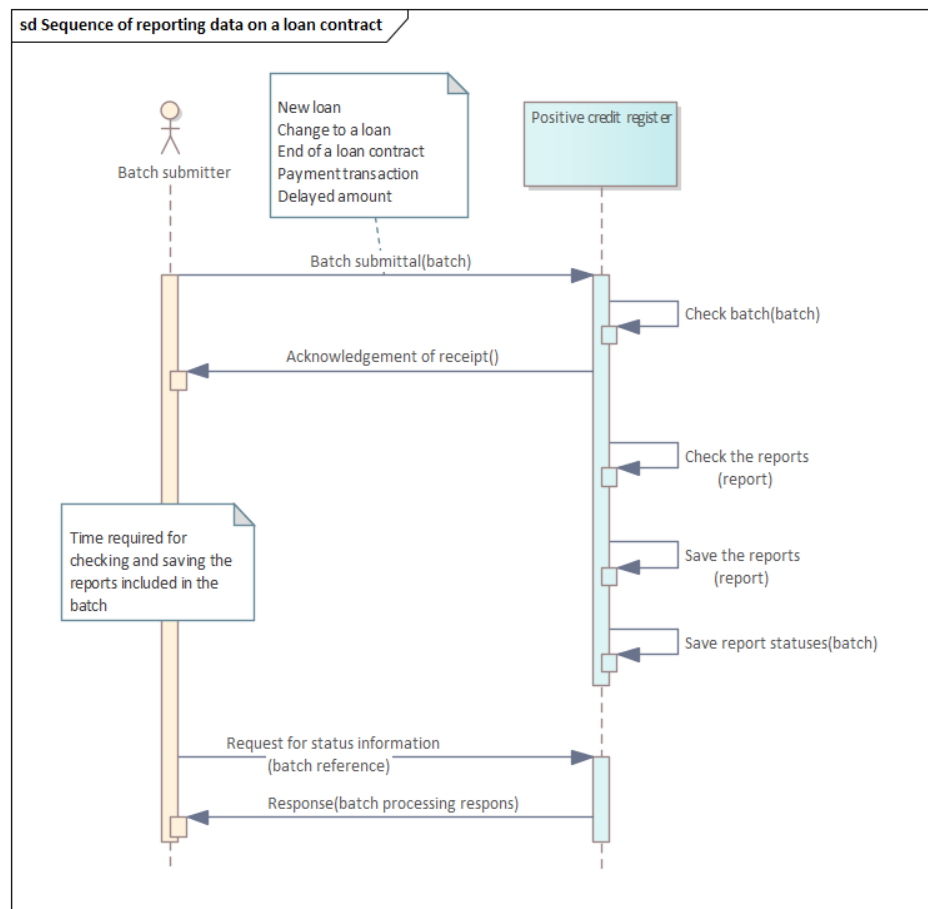 sd Sequence of reporting data on a loan contract
New loan
Change to a loan
End of a loan contract
Payment transaction
Delayed amount
Positive credit register
Batch submitter
Batch submittal(batch)
Check batch(batch)
Acknowledgement of receipt()
Check the reports
(report)
Time required for
checking and saving the
reports included in the
batch
Save the reports
(report)
Save report statuses(batch)
Request for status information
(batch reference)
Response(batch processing respons)